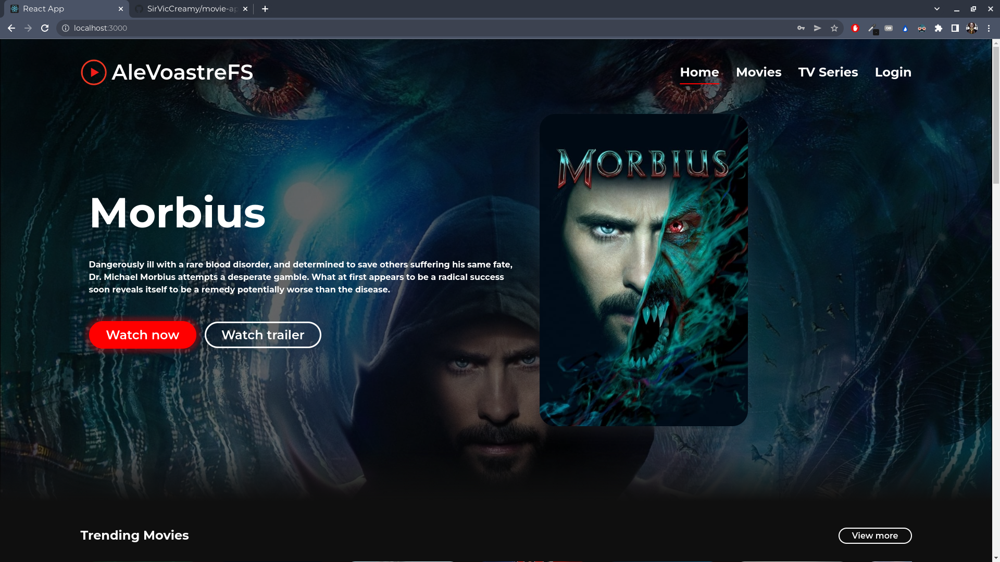 React App
SirVicCreamy/movie-ap
localhost:3000
AleVoastreFS
Home
Movies
TV Series
Login
MORBIUS
Morbius
Dangerously ill with a rare blood disorder, and determined to save others suffering his same fate,
Dr. Michael Morbius attempts a desperate gamble. What at first appears to be a radical success
soon reveals itself to be a remedy potentially worse than the disease.
Watch now
Watch trailer
Trending Movies
View more